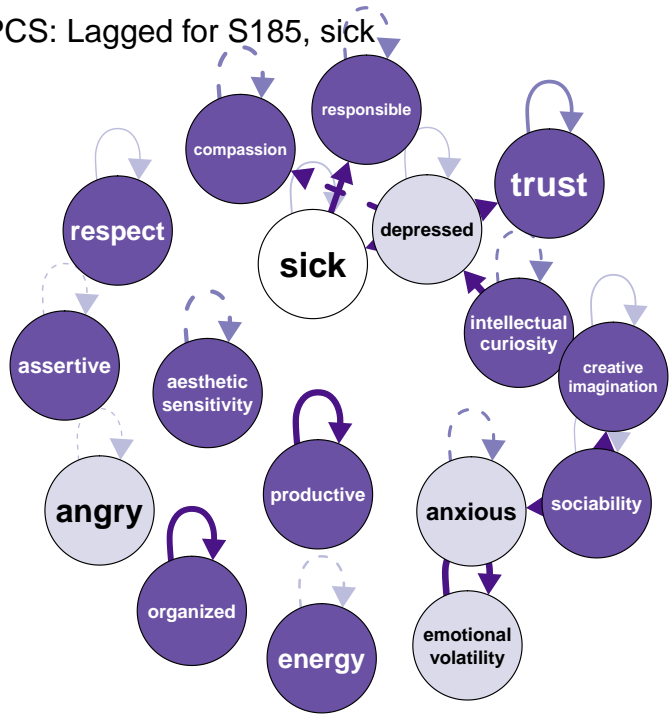 PCS: Lagged for S185, sick
responsible
compassion
trust
respect
depressed
sick
intellectual
curiosity
assertive
aesthetic
sensitivity
creative
imagination
productive
sociability
angry
anxious
organized
emotional
volatility
energy